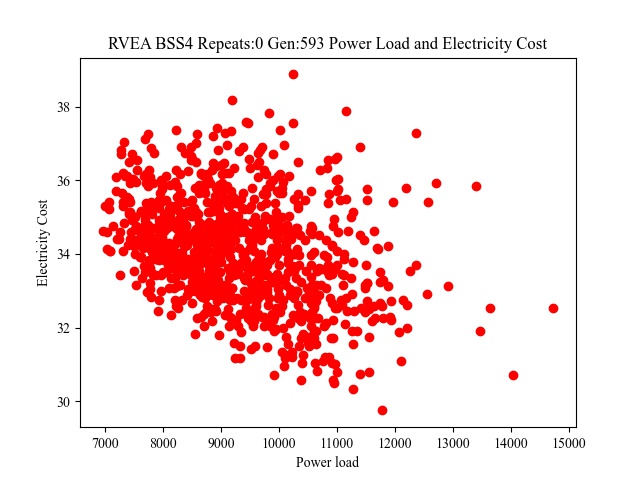 RVEA BSS4 Repeats:0 Gen:593 Power Load and Electricity Cost
Electricity Cost
38
36
34
32
30
7000 8000 9000 10000 11000 12000 13000 14000 15000
Power load